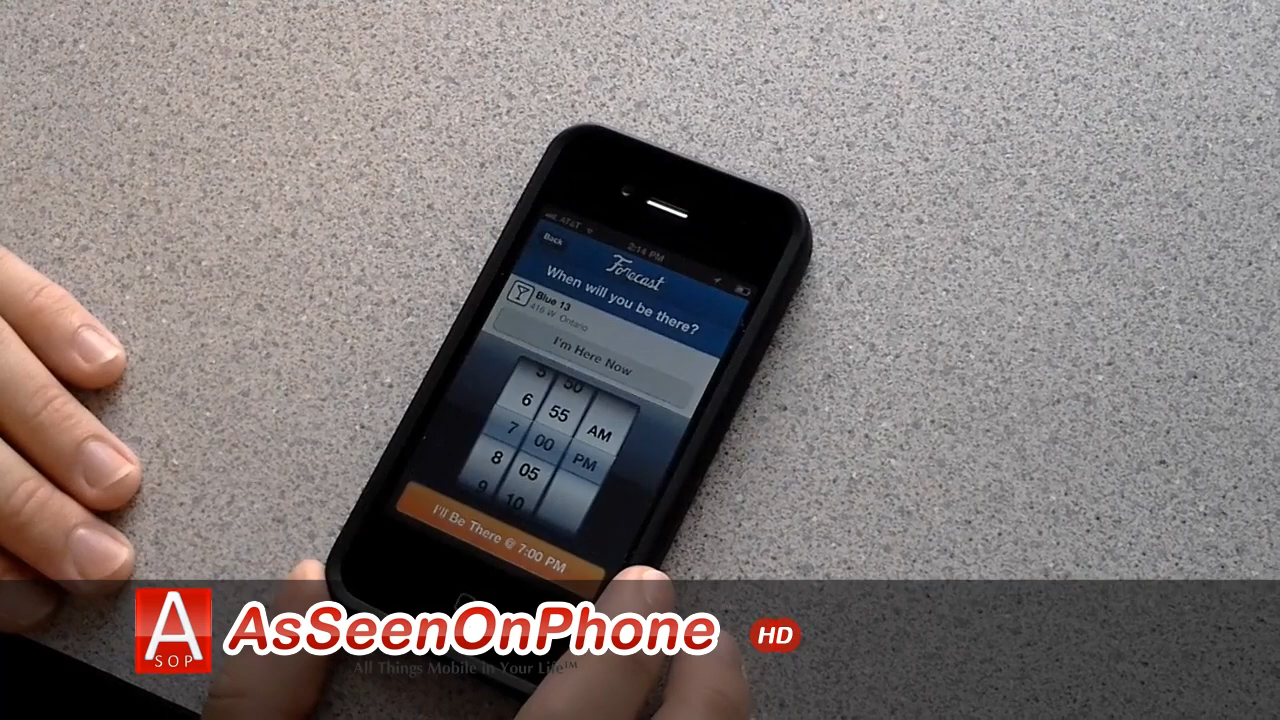 AT&T 2:14 PM
Back
Forecast
When will you be there?
Blue 13
416 W. Ontario
I'm Here Now
5 50
6 55 AM
7 00 PM
8 05
9 10
I'll Be There @ 7:00 PM
A
SOP
AsSeenOnPhone HD
All Things Mobile in Your Life™